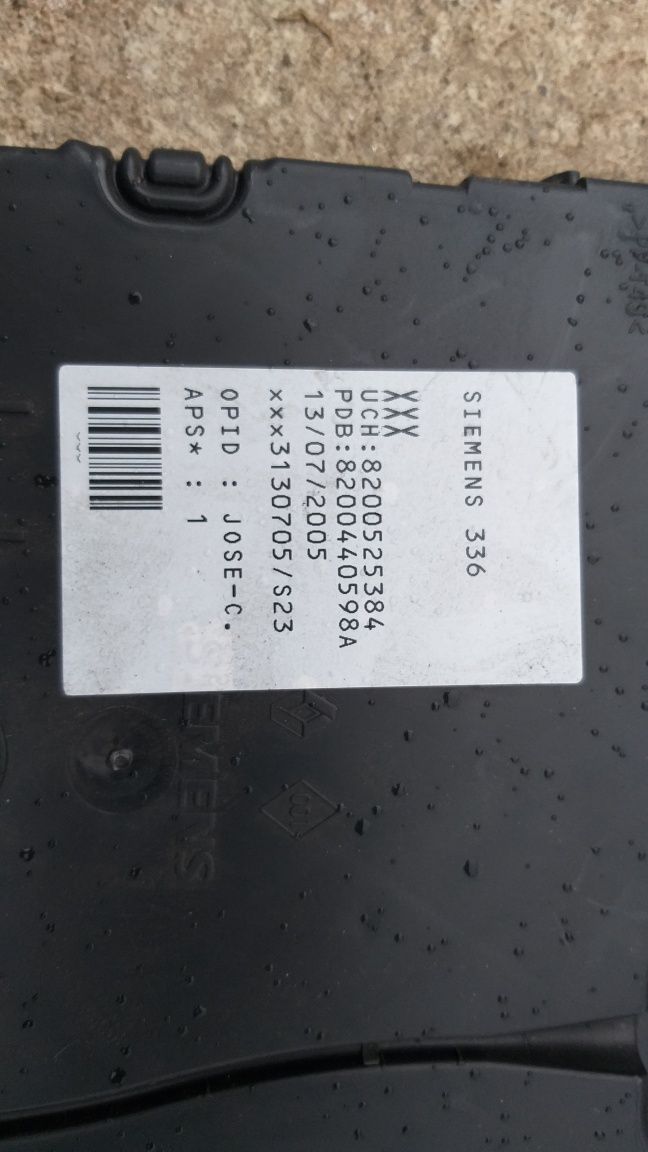 SIEMENS 336
XXX
UCH:8200525384
PDB:8200440598A
13/07/2005
xxx3130705/S23
OPID : JOSE-C.
APS* : 1
SIEMENS